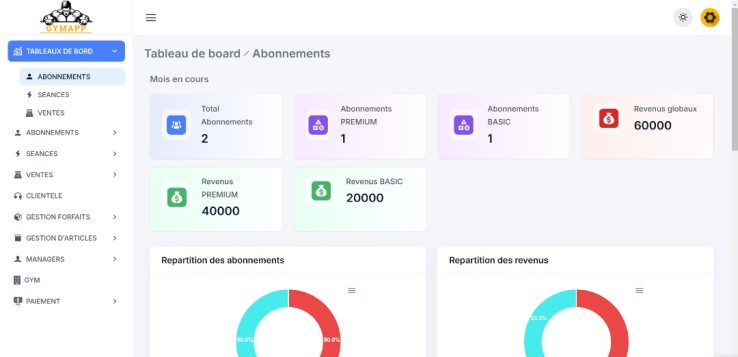 GYMAPP
TABLEAUX DE BORD
ABONNEMENTS
SEANCES
VENTES
ABONNEMENTS
SEANCES
VENTES
CLIENTELE
GESTION FORFAITS
GESTION D'ARTICLES
MANAGERS
GYM
PAIEMENT
Tableau de board / Abonnements
Mois en cours
Total
Abonnements
2
Abonnements
PREMIUM
1
Abonnements
BASIC
1
Revenus globaux
60000
Revenus
PREMIUM
40000
Revenus BASIC
20000
Repartition des abonnements
50.0%
50.0%
Repartition des revenus
33.3%